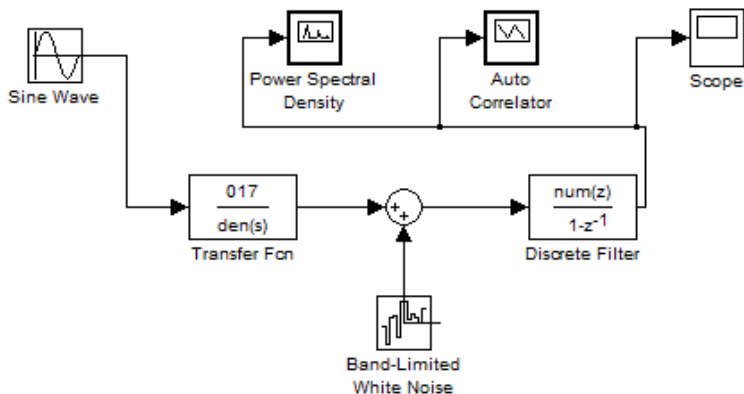 Sine Wave
Power Spectral
Density
Auto
Correlator
Scope
017
den(s)
Transfer Fcn
+
+
num(z)
1-z⁻¹
Discrete Filter
Band-Limited
White Noise